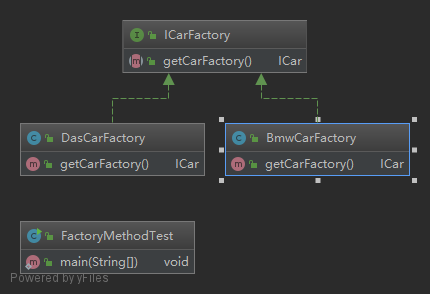 ICarFactory
getCarFactory() ICar
DasCarFactory
getCarFactory() ICar
BmwCarFactory
getCarFactory() ICar
FactoryMethodTest
main(String[]) void
Powered by yFiles